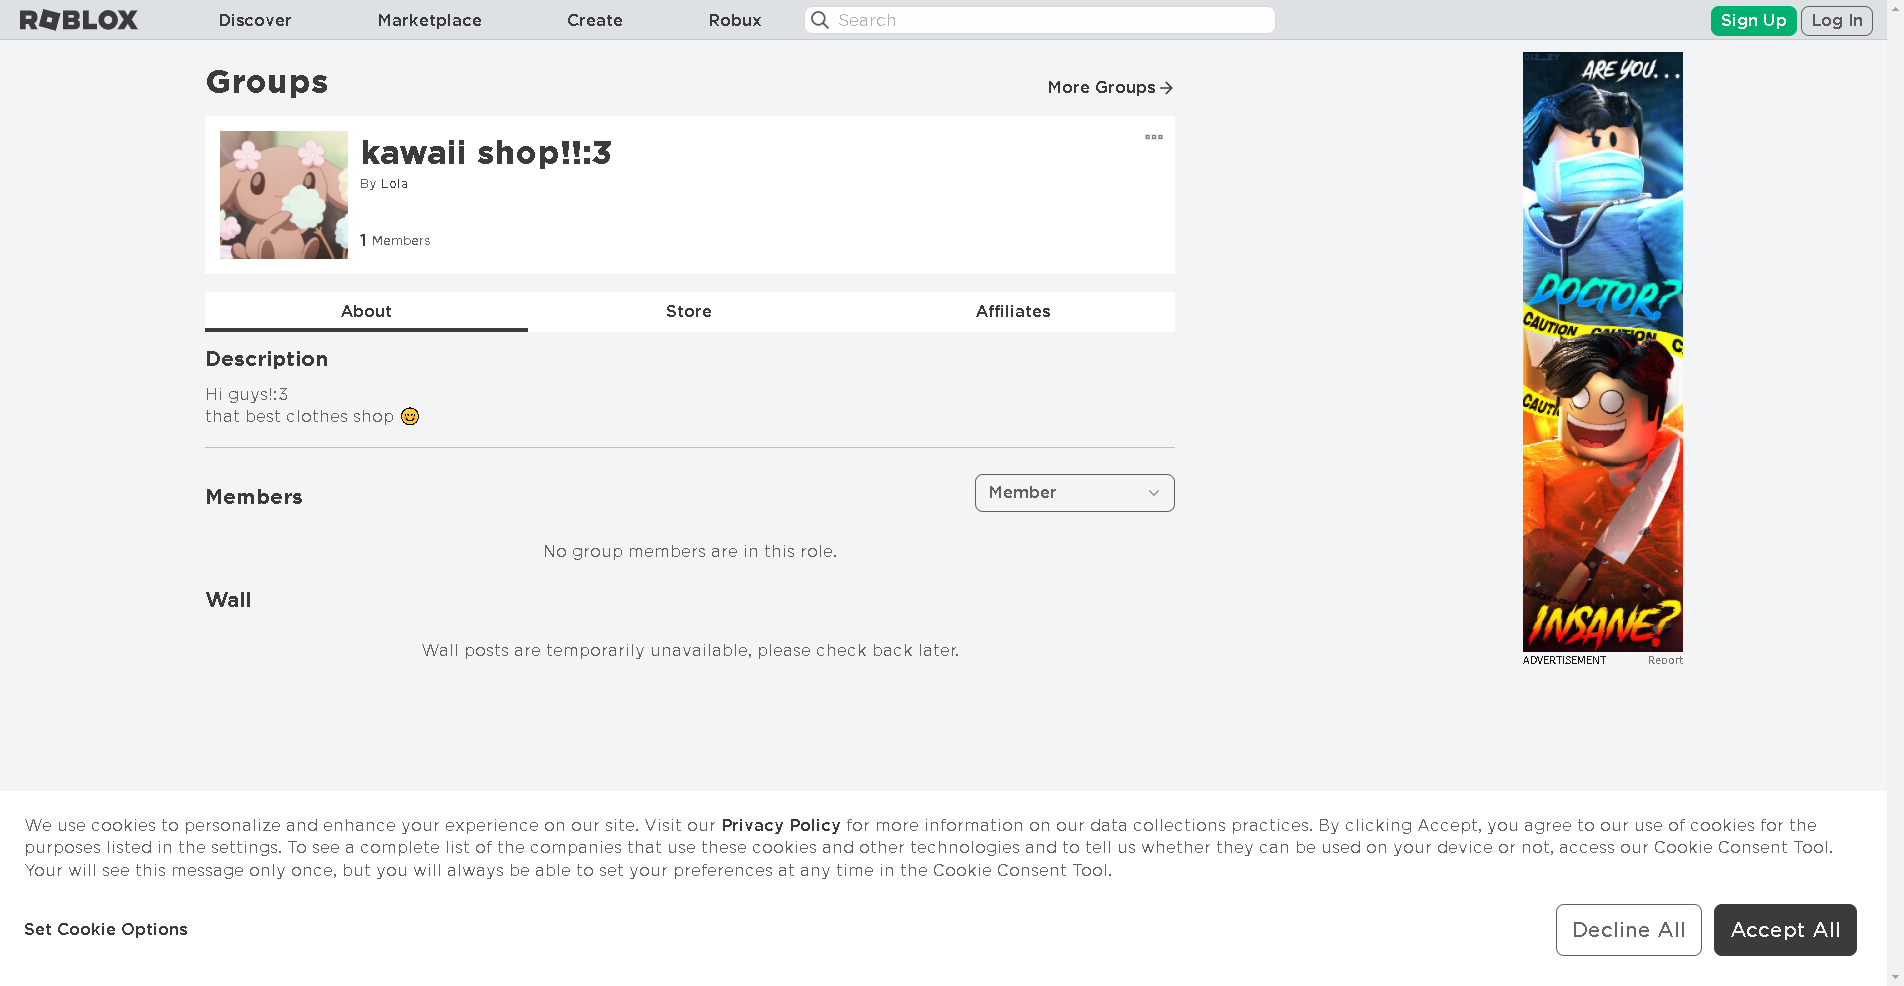 ROBLOX
Discover
Marketplace
Create
Robux
Search
Sign Up
Log In
Groups
More Groups
kawaii shop!!:3
By Lola
1 Members
About
Store
Affiliates
Description
Hi guys!:3
that best clothes shop 😊
Members
Member
No group members are in this role.
Wall
Wall posts are temporarily unavailable, please check back later.
ARE YOU...
DOCTOR?
CAUTION CAUTION C
CAUTI
INSANE?
ADVERTISEMENT
Report
We use cookies to personalize and enhance your experience on our site. Visit our Privacy Policy for more information on our data collections practices. By clicking Accept, you agree to our use of cookies for the
purposes listed in the settings. To see a complete list of the companies that use these cookies and other technologies and to tell us whether they can be used on your device or not, access our Cookie Consent Tool.
Your will see this message only once, but you will always be able to set your preferences at any time in the Cookie Consent Tool.
Set Cookie Options
Decline All
Accept All